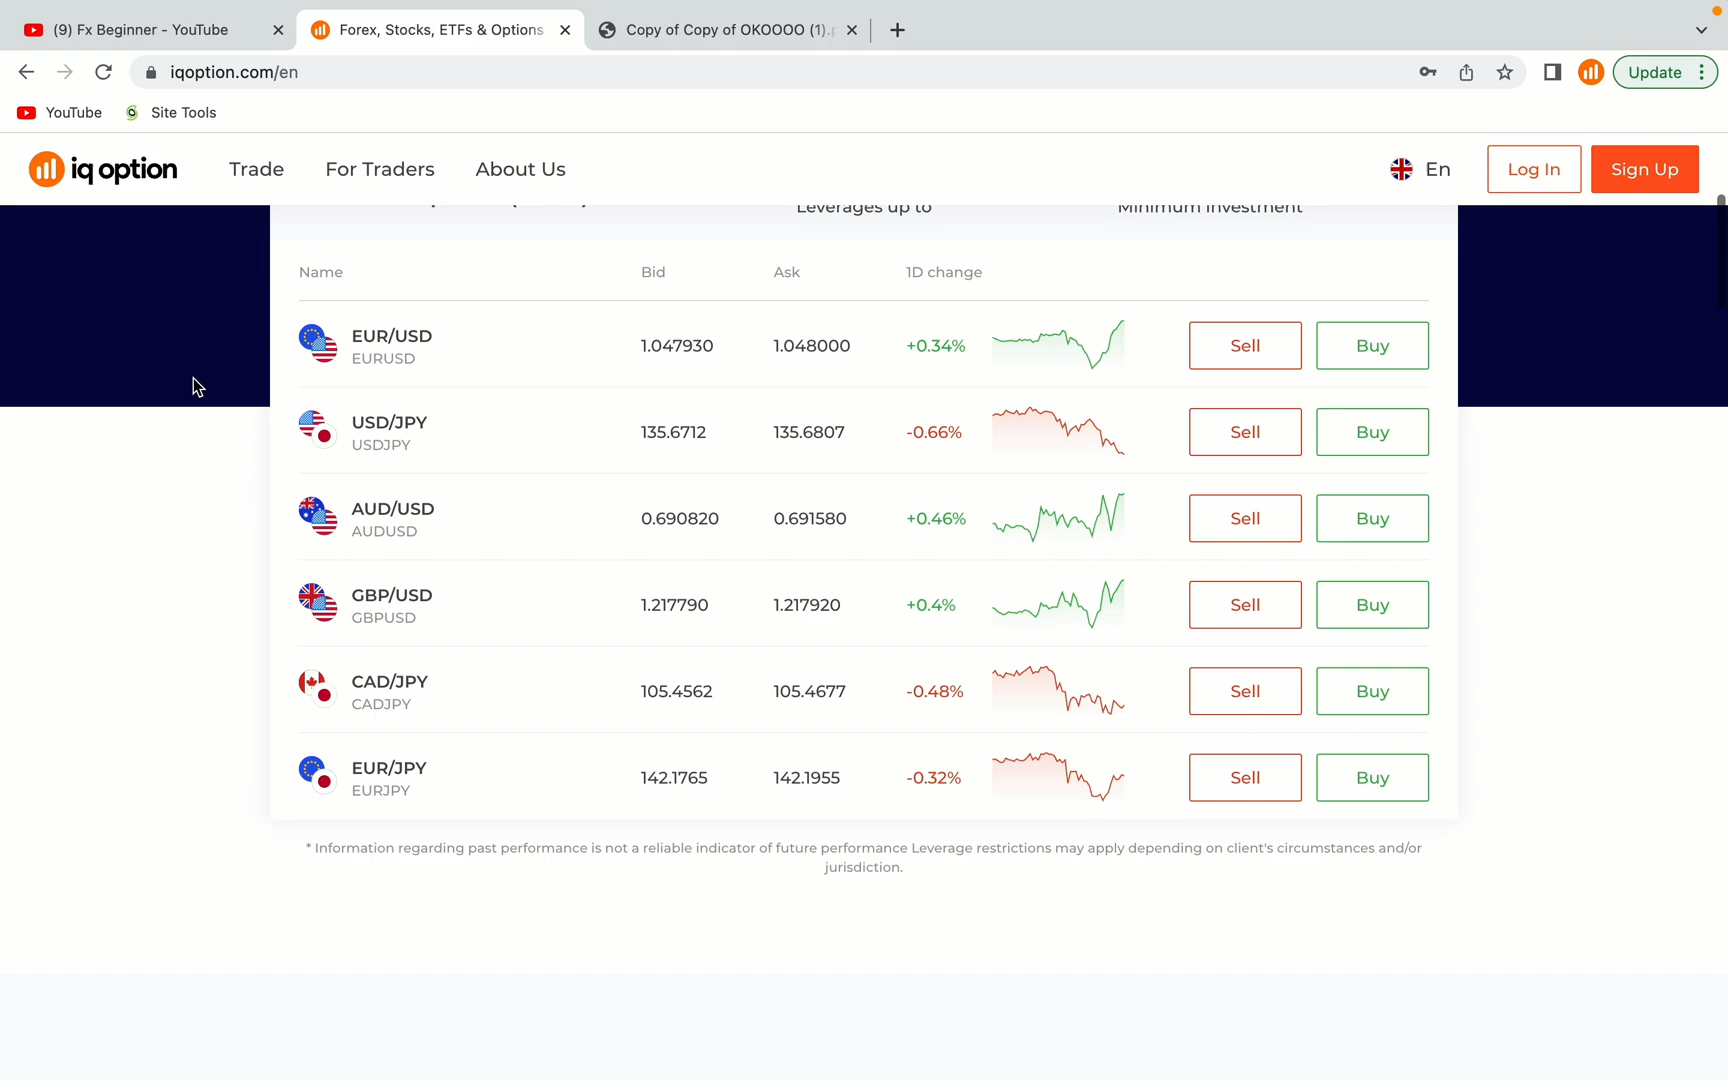 (9) Fx Beginner - YouTube
Forex, Stocks, ETFs & Options
Copy of Copy of OKOOOO (1).
iqoption.com/en
Update
YouTube
Site Tools
iq option
Trade
For Traders
About Us
En
Log In
Sign Up
Leverages up to
Minimum Investment
Name
Bid
Ask
1D change
EUR/USD
EURUSD
1.047930
1.048000
+0.34%
Sell
Buy
USD/JPY
USDJPY
135.6712
135.6807
-0.66%
Sell
Buy
AUD/USD
AUDUSD
0.690820
0.691580
+0.46%
Sell
Buy
GBP/USD
GBPUSD
1.217790
1.217920
+0.4%
Sell
Buy
CAD/JPY
CADJPY
105.4562
105.4677
-0.48%
Sell
Buy
EUR/JPY
EURJPY
142.1765
142.1955
-0.32%
Sell
Buy
* Information regarding past performance is not a reliable indicator of future performance Leverage restrictions may apply depending on client's circumstances and/or
jurisdiction.